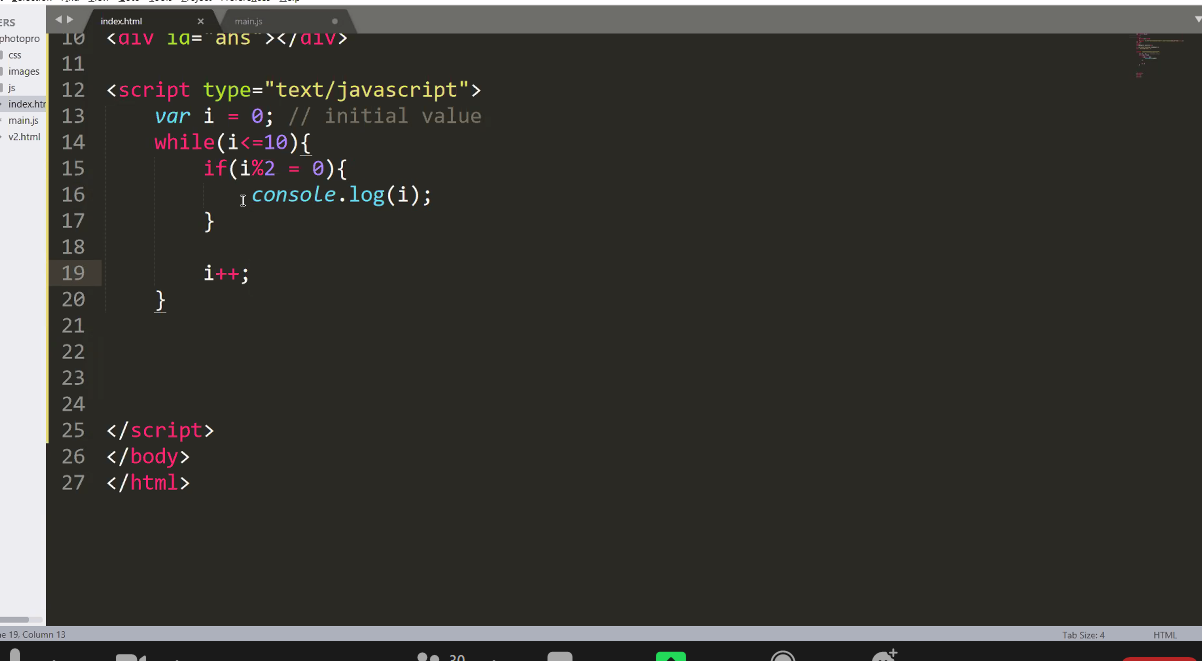 ERS
index.html
main.js
photopro
css
images
js
index.htm
main.js
v2.html
10 <div id="ans"></div>
11
12 <script type="text/javascript">
13 var i = 0; // initial value
14 while(i<=10){
15 if(i%2 = 0){
16 console.log(i);
17 }
18
19 i++;
20 }
21
22
23
24
25 </script>
26 </body>
27 </html>
ne 19, Column 13
Tab Size: 4
HTML
30